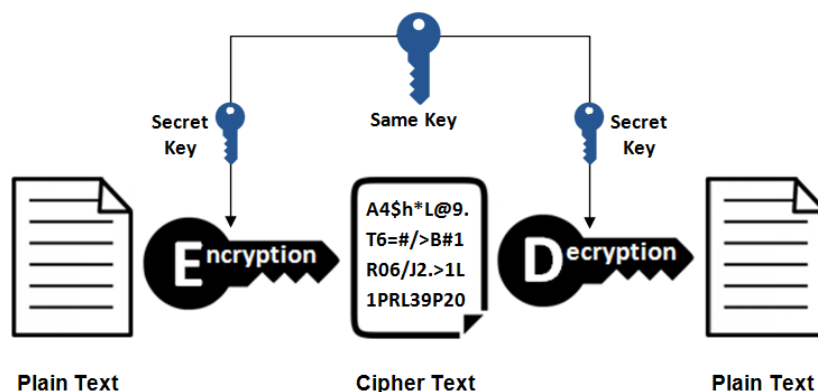 Same Key
Secret
Key
Secret
Key
Encryption
A4$h*L@9.
T6=#/>B#1
R06/J2.>1L
1PRL39P20
Decryption
Plain Text
Cipher Text
Plain Text